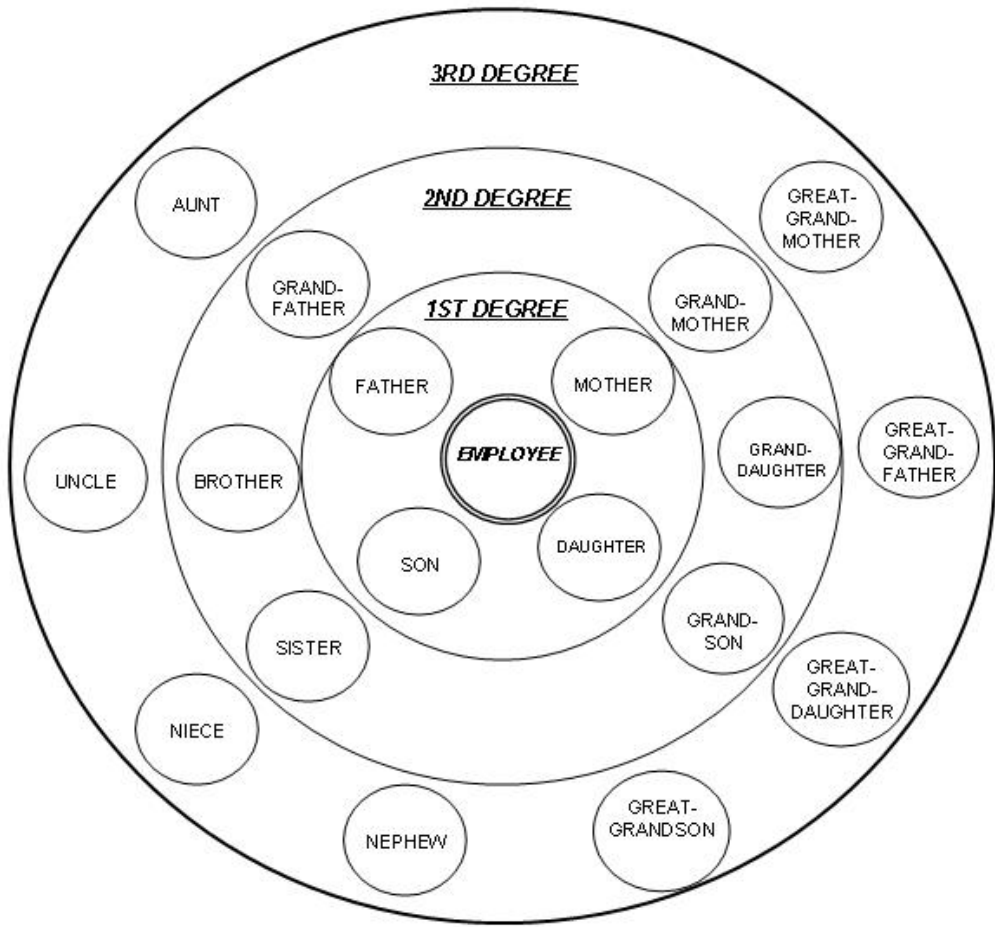 3RD DEGREE
AUNT
GREAT-
GRAND-
MOTHER
2ND DEGREE
GRAND-
FATHER
GRAND-
MOTHER
1ST DEGREE
FATHER
MOTHER
EMPLOYEE
UNCLE
BROTHER
GRAND-
DAUGHTER
GREAT-
GRAND-
FATHER
SON
DAUGHTER
SISTER
GRAND-
SON
GREAT-
GRAND-
DAUGHTER
NIECE
NEPHEW
GREAT-
GRANDSON